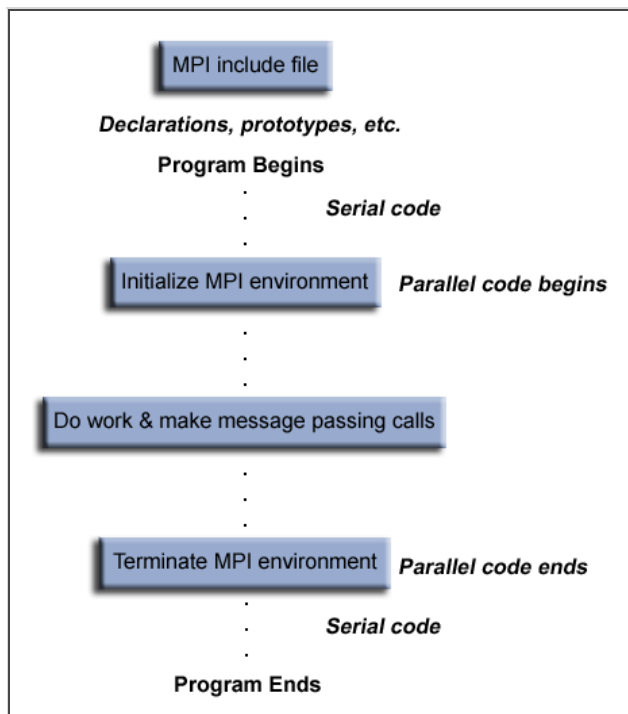 MPI include file
Declarations, prototypes, etc.
Program Begins
Serial code
Initialize MPI environment
Parallel code begins
Do work & make message passing calls
Terminate MPI environment
Parallel code ends
Serial code
Program Ends